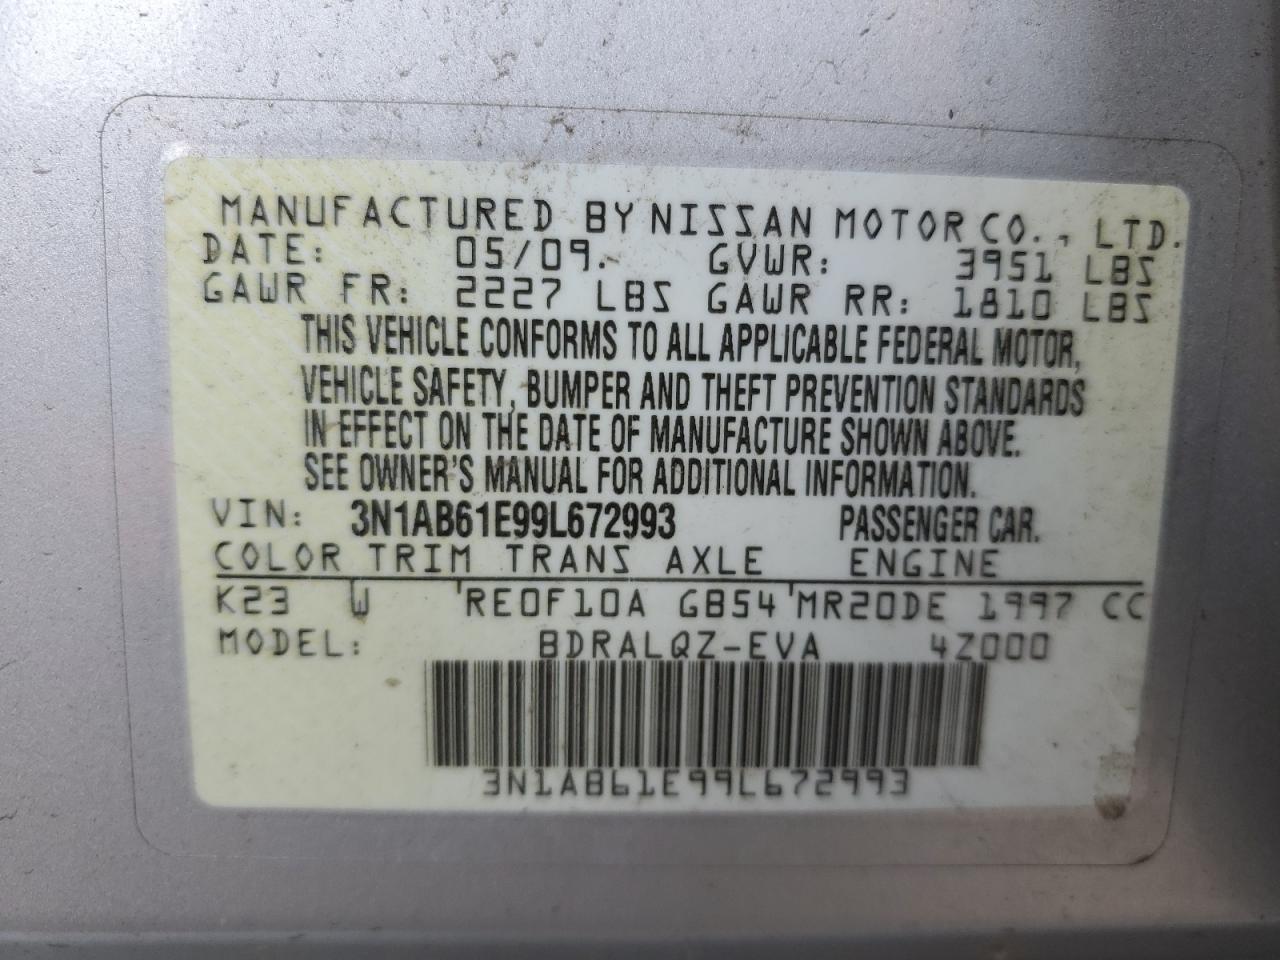 MANUFACTURED BY NISSAN MOTOR CO., LTD.
DATE: 05/09. GVWR: 3951 LBS
GAWR FR: 2227 LBS GAWR RR: 1810 LBS
THIS VEHICLE CONFORMS TO ALL APPLICABLE FEDERAL MOTOR,
VEHICLE SAFETY, BUMPER AND THEFT PREVENTION STANDARDS
IN EFFECT ON THE DATE OF MANUFACTURE SHOWN ABOVE.
SEE OWNER'S MANUAL FOR ADDITIONAL INFORMATION.
VIN: 3N1AB61E99L672993 PASSENGER CAR.
COLOR TRIM TRANS AXLE ENGINE
K23 W 'RE0F10A GB54'MR20DE 1997 CC
MODEL: BDRALQZ-EVA 4Z000
3N1AB61E99L672993